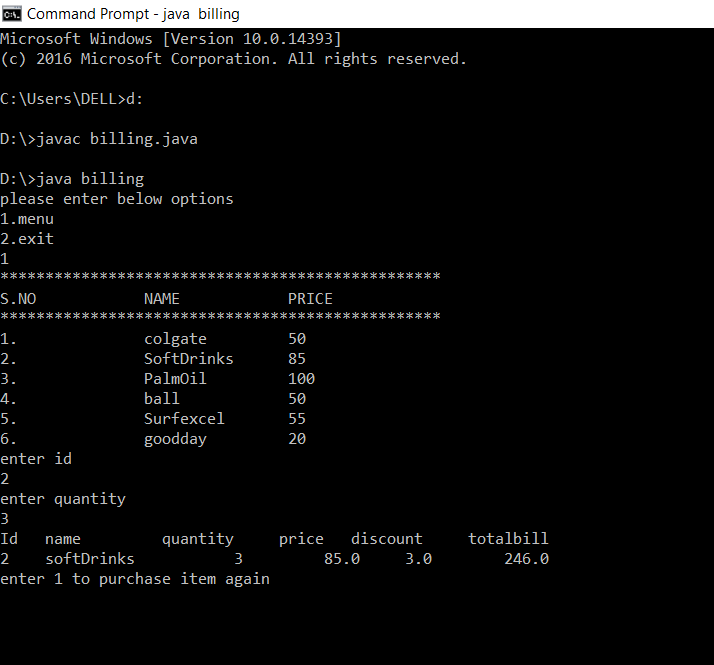 Command Prompt - java  billing
Microsoft Windows [Version 10.0.14393]
(c) 2016 Microsoft Corporation. All rights reserved.
C:\Users\DELL>d:
D:\>javac billing.java
D:\>java billing
please enter below options
1.menu
2.exit
1
*************************************************
S.NO            NAME            PRICE
*************************************************
1.              colgate         50
2.              SoftDrinks      85
3.              PalmOil         100
4.              ball            50
5.              Surfexcel       55
6.              goodday         20
enter id
2
enter quantity
3
Id   name         quantity     price   discount     totalbill
2    softDrinks           3         85.0     3.0        246.0
enter 1 to purchase item again